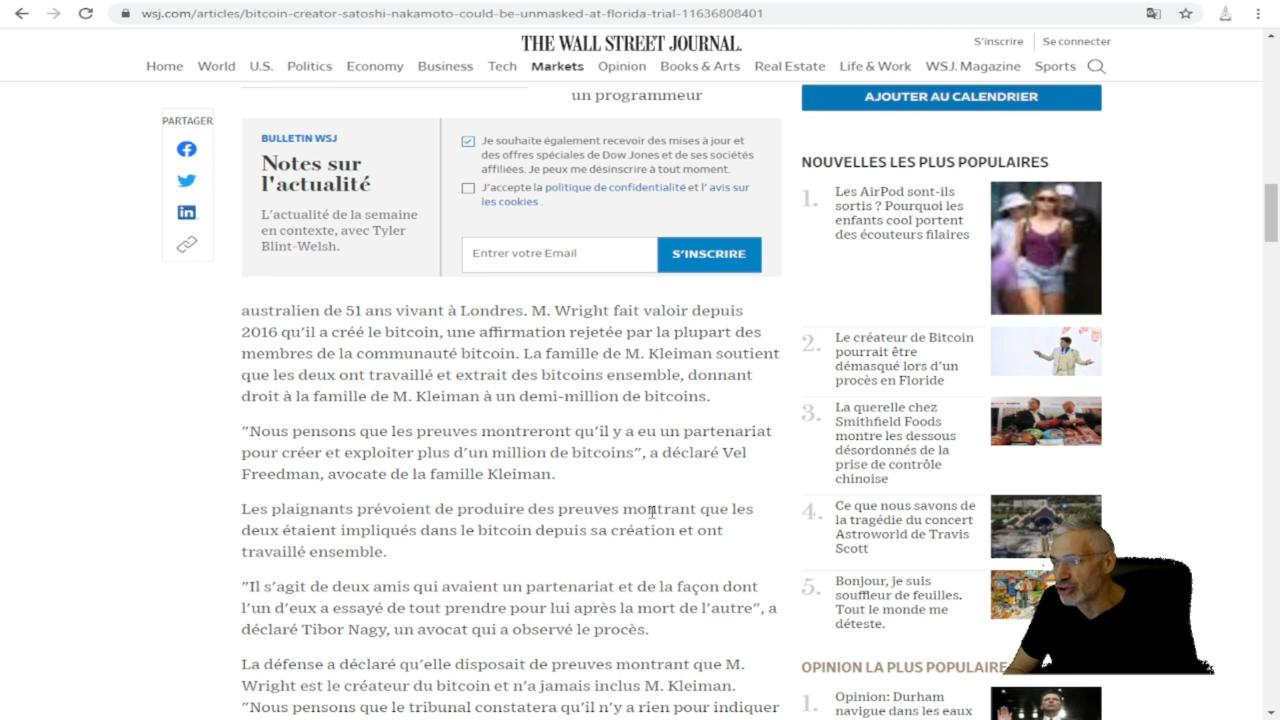 wsj.com/articles/bitcoin-creator-satoshi-nakamoto-could-be-unmasked-at-florida-trial-11636808401
THE WALL STREET JOURNAL.
S'inscrire
Se connecter
Home World U.S. Politics Economy Business Tech Markets Opinion Books & Arts Real Estate Life & Work WSJ. Magazine Sports
un programmeur
PARTAGER
BULLETIN WSJ
Notes sur
l'actualité
L'actualité de la semaine
en contexte, avec Tyler
Blint-Welsh.
Je souhaite également recevoir des mises à jour et
des offres spéciales de Dow Jones et de ses sociétés
affiliées. Je peux me désinscrire à tout moment.
J'accepte la politique de confidentialité et l' avis sur
les cookies .
Entrer votre Email
S'INSCRIRE
australien de 51 ans vivant à Londres. M. Wright fait valoir depuis
2016 qu'il a créé le bitcoin, une affirmation rejetée par la plupart des
membres de la communauté bitcoin. La famille de M. Kleiman soutient
que les deux ont travaillé et extrait des bitcoins ensemble, donnant
droit à la famille de M. Kleiman à un demi-million de bitcoins.
"Nous pensons que les preuves montreront qu'il y a eu un partenariat
pour créer et exploiter plus d'un million de bitcoins", a déclaré Vel
Freedman, avocate de la famille Kleiman.
Les plaignants prévoient de produire des preuves montrant que les
deux étaient impliqués dans le bitcoin depuis sa création et ont
travaillé ensemble.
"Il s'agit de deux amis qui avaient un partenariat et de la façon dont
l'un d'eux a essayé de tout prendre pour lui après la mort de l'autre", a
déclaré Tibor Nagy, un avocat qui a observé le procès.
La défense a déclaré qu'elle disposait de preuves montrant que M.
Wright est le créateur du bitcoin et n'a jamais inclus M. Kleiman.
"Nous pensons que le tribunal constatera qu'il n'y a rien pour indiquer
AJOUTER AU CALENDRIER
NOUVELLES LES PLUS POPULAIRES
1. Les AirPod sont-ils
sortis ? Pourquoi les
enfants cool portent
des écouteurs filaires
2. Le créateur de Bitcoin
pourrait être
démasqué lors d'un
procès en Floride
3. La querelle chez
Smithfield Foods
montre les dessous
désordonnés de la
prise de contrôle
chinoise
4. Ce que nous savons de
la tragédie du concert
Astroworld de Travis
Scott
5. Bonjour, je suis
souffleur de feuilles.
Tout le monde me
déteste.
OPINION LA PLUS POPULAIRE
1. Opinion: Durham
navigue dans les eaux